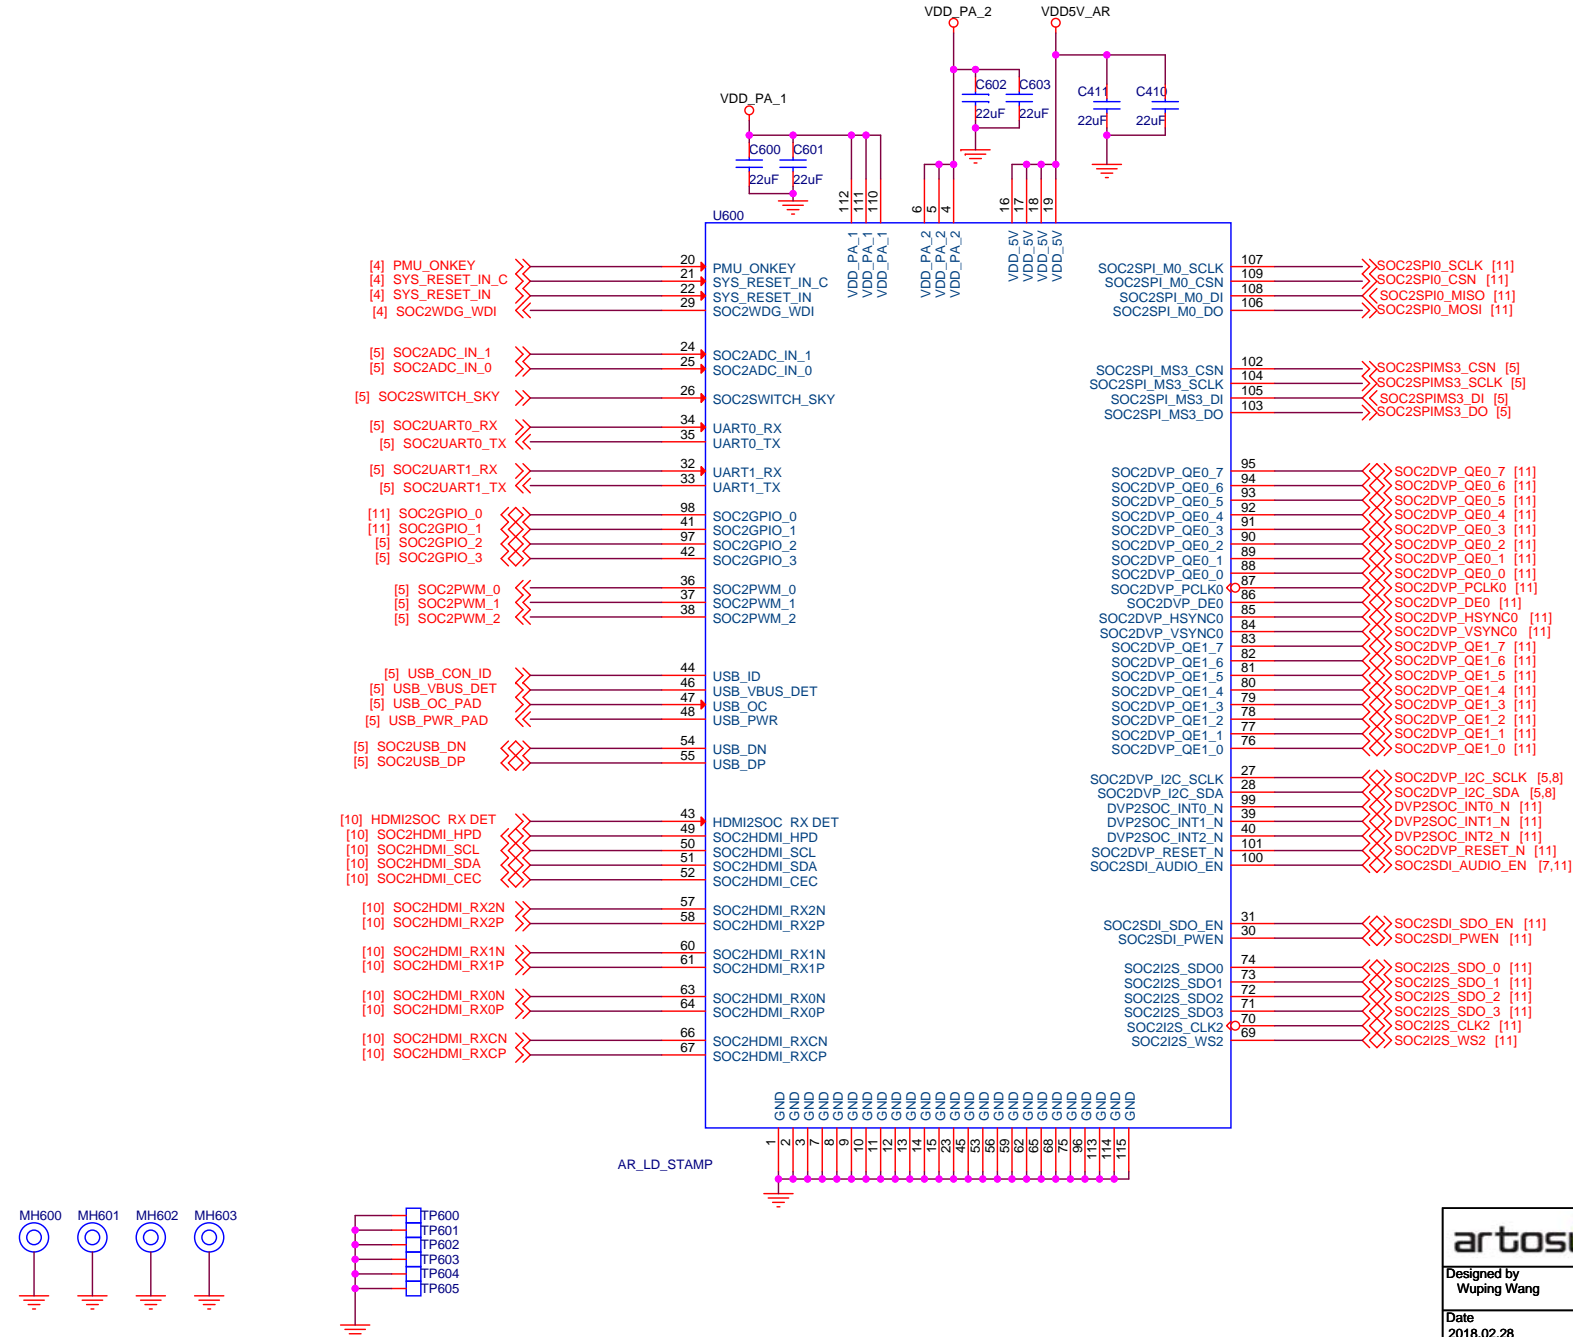 VDD_PA_2
VDD5V_AR
C602
C603
22uF
22uF
C411
C410
22uF
22uF
VDD_PA_1
C600
C601
22uF
22uF
112
111
110
6
5
4
16
17
18
19
U600
VDD_PA_1
VDD_PA_1
VDD_PA_1
VDD_PA_2
VDD_PA_2
VDD_PA_2
VDD_5V
VDD_5V
VDD_5V
VDD_5V
[4] PMU_ONKEY 20 PMU_ONKEY
[4] SYS_RESET_IN_C 21 SYS_RESET_IN_C
[4] SYS_RESET_IN 22 SYS_RESET_IN
[4] SOC2WDG_WDI 29 SOC2WDG_WDI
[5] SOC2ADC_IN_1 24 SOC2ADC_IN_1
[5] SOC2ADC_IN_0 25 SOC2ADC_IN_0
[5] SOC2SWITCH_SKY 26 SOC2SWITCH_SKY
[5] SOC2UART0_RX 34 UART0_RX
[5] SOC2UART0_TX 35 UART0_TX
[5] SOC2UART1_RX 32 UART1_RX
[5] SOC2UART1_TX 33 UART1_TX
[11] SOC2GPIO_0 98 SOC2GPIO_0
[11] SOC2GPIO_1 41 SOC2GPIO_1
[5] SOC2GPIO_2 97 SOC2GPIO_2
[5] SOC2GPIO_3 42 SOC2GPIO_3
[5] SOC2PWM_0 36 SOC2PWM_0
[5] SOC2PWM_1 37 SOC2PWM_1
[5] SOC2PWM_2 38 SOC2PWM_2
[5] USB_CON_ID 44 USB_ID
[5] USB_VBUS_DET 46 USB_VBUS_DET
[5] USB_OC_PAD 47 USB_OC
[5] USB_PWR_PAD 48 USB_PWR
[5] SOC2USB_DN 54 USB_DN
[5] SOC2USB_DP 55 USB_DP
[10] HDMI2SOC_RX DET 43 HDMI2SOC_RX DET
[10] SOC2HDMI_HPD 49 SOC2HDMI_HPD
[10] SOC2HDMI_SCL 50 SOC2HDMI_SCL
[10] SOC2HDMI_SDA 51 SOC2HDMI_SDA
[10] SOC2HDMI_CEC 52 SOC2HDMI_CEC
[10] SOC2HDMI_RX2N 57 SOC2HDMI_RX2N
[10] SOC2HDMI_RX2P 58 SOC2HDMI_RX2P
[10] SOC2HDMI_RX1N 60 SOC2HDMI_RX1N
[10] SOC2HDMI_RX1P 61 SOC2HDMI_RX1P
[10] SOC2HDMI_RX0N 63 SOC2HDMI_RX0N
[10] SOC2HDMI_RX0P 64 SOC2HDMI_RX0P
[10] SOC2HDMI_RXCN 66 SOC2HDMI_RXCN
[10] SOC2HDMI_RXCP 67 SOC2HDMI_RXCP
SOC2SPI_M0_SCLK 107 SOC2SPI0_SCLK [11]
SOC2SPI_M0_CSN 109 SOC2SPI0_CSN [11]
SOC2SPI_M0_DI 108 SOC2SPI0_MISO [11]
SOC2SPI_M0_DO 106 SOC2SPI0_MOSI [11]
SOC2SPI_MS3_CSN 102 SOC2SPIMS3_CSN [5]
SOC2SPI_MS3_SCLK 104 SOC2SPIMS3_SCLK [5]
SOC2SPI_MS3_DI 105 SOC2SPIMS3_DI [5]
SOC2SPI_MS3_DO 103 SOC2SPIMS3_DO [5]
SOC2DVP_QE0_7 95 SOC2DVP_QE0_7 [11]
SOC2DVP_QE0_6 94 SOC2DVP_QE0_6 [11]
SOC2DVP_QE0_5 93 SOC2DVP_QE0_5 [11]
SOC2DVP_QE0_4 92 SOC2DVP_QE0_4 [11]
SOC2DVP_QE0_3 91 SOC2DVP_QE0_3 [11]
SOC2DVP_QE0_2 90 SOC2DVP_QE0_2 [11]
SOC2DVP_QE0_1 89 SOC2DVP_QE0_1 [11]
SOC2DVP_QE0_0 88 SOC2DVP_QE0_0 [11]
SOC2DVP_PCLK0 87 SOC2DVP_PCLK0 [11]
SOC2DVP_DE0 86 SOC2DVP_DE0 [11]
SOC2DVP_HSYNC0 85 SOC2DVP_HSYNC0 [11]
SOC2DVP_VSYNC0 84 SOC2DVP_VSYNC0 [11]
SOC2DVP_QE1_7 83 SOC2DVP_QE1_7 [11]
SOC2DVP_QE1_6 82 SOC2DVP_QE1_6 [11]
SOC2DVP_QE1_5 81 SOC2DVP_QE1_5 [11]
SOC2DVP_QE1_4 80 SOC2DVP_QE1_4 [11]
SOC2DVP_QE1_3 79 SOC2DVP_QE1_3 [11]
SOC2DVP_QE1_2 78 SOC2DVP_QE1_2 [11]
SOC2DVP_QE1_1 77 SOC2DVP_QE1_1 [11]
SOC2DVP_QE1_0 76 SOC2DVP_QE1_0 [11]
SOC2DVP_I2C_SCLK 27 SOC2DVP_I2C_SCLK [5,8]
SOC2DVP_I2C_SDA 28 SOC2DVP_I2C_SDA [5,8]
DVP2SOC_INT0_N 99 DVP2SOC_INT0_N [11]
DVP2SOC_INT1_N 39 DVP2SOC_INT1_N [11]
DVP2SOC_INT2_N 40 DVP2SOC_INT2_N [11]
SOC2DVP_RESET_N 101 SOC2DVP_RESET_N [11]
SOC2SDI_AUDIO_EN 100 SOC2SDI_AUDIO_EN [7,11]
SOC2SDI_SDO_EN 31 SOC2SDI_SDO_EN [11]
SOC2SDI_PWEN 30 SOC2SDI_PWEN [11]
SOC2I2S_SDO0 74 SOC2I2S_SDO_0 [11]
SOC2I2S_SDO1 73 SOC2I2S_SDO_1 [11]
SOC2I2S_SDO2 72 SOC2I2S_SDO_2 [11]
SOC2I2S_SDO3 71 SOC2I2S_SDO_3 [11]
SOC2I2S_CLK2 70 SOC2I2S_CLK2 [11]
SOC2I2S_WS2 69 SOC2I2S_WS2 [11]
GND GND GND GND GND GND GND GND GND GND GND GND GND GND GND GND GND GND GND GND GND GND GND GND GND
1 2 3 7 8 9 10 11 12 13 14 15 23 45 53 56 59 62 65 68 75 96 113 114 115
AR_LD_STAMP
MH600 MH601 MH602 MH603
TP600
TP601
TP602
TP603
TP604
TP605
Designed by
Wuping Wang
Date
2018.02.28